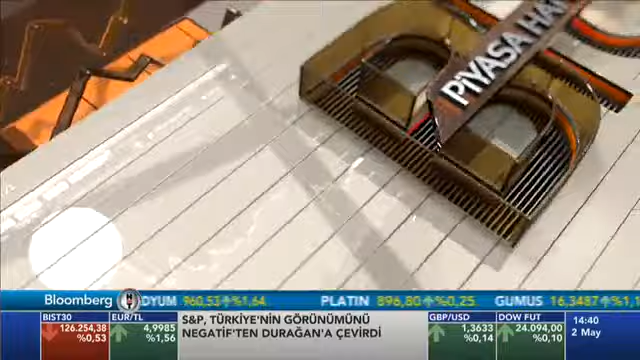 PİYASA HA
Bloomberg HT DYUM 960,53 %1,64 PLATIN 896,80 %0,25 GUMUS 16,3487 %1,1
BIST30 126.254,38 %0,53
EUR/TL 4,9985 %1,56
S&P, TÜRKİYE'NİN GÖRÜNÜMÜNÜ
NEGATİF'TEN DURAĞAN'A ÇEVİRDİ
GBP/USD 1,3633 %0,14
DOW FUT 24.094,00 %0,10
14:40
2 May